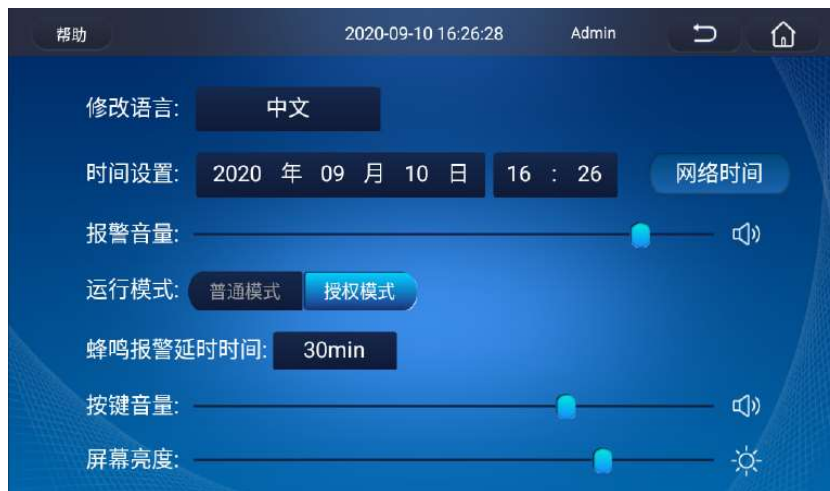 帮助 2020-09-10 16:26:28 Admin
修改语言: 中文
时间设置: 2020 年 09 月 10 日 16 : 26 网络时间
报警音量:
运行模式: 普通模式 授权模式
蜂鸣报警延时时间: 30min
按键音量:
屏幕亮度: